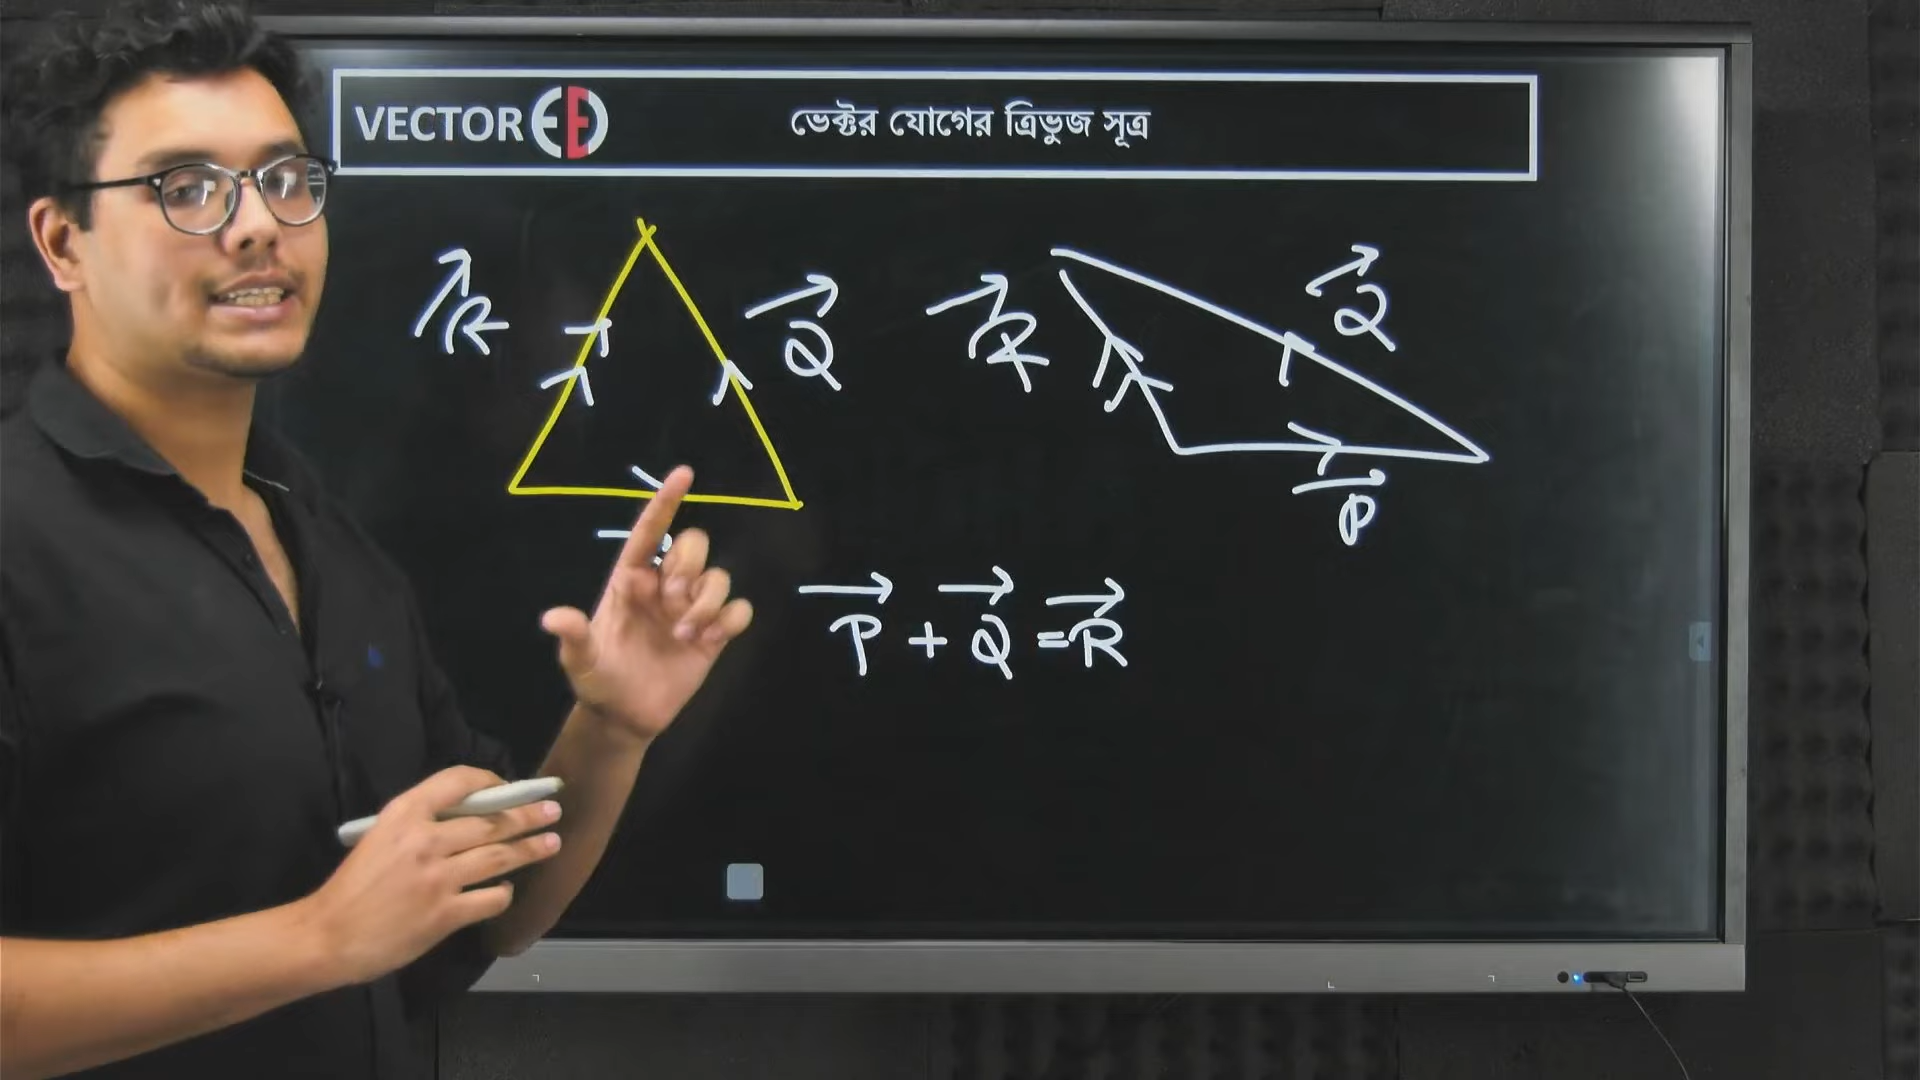 VECTOR ভেক্টর যোগের ত্রিভুজ সূত্র
R Q R Q
P
P + Q = R